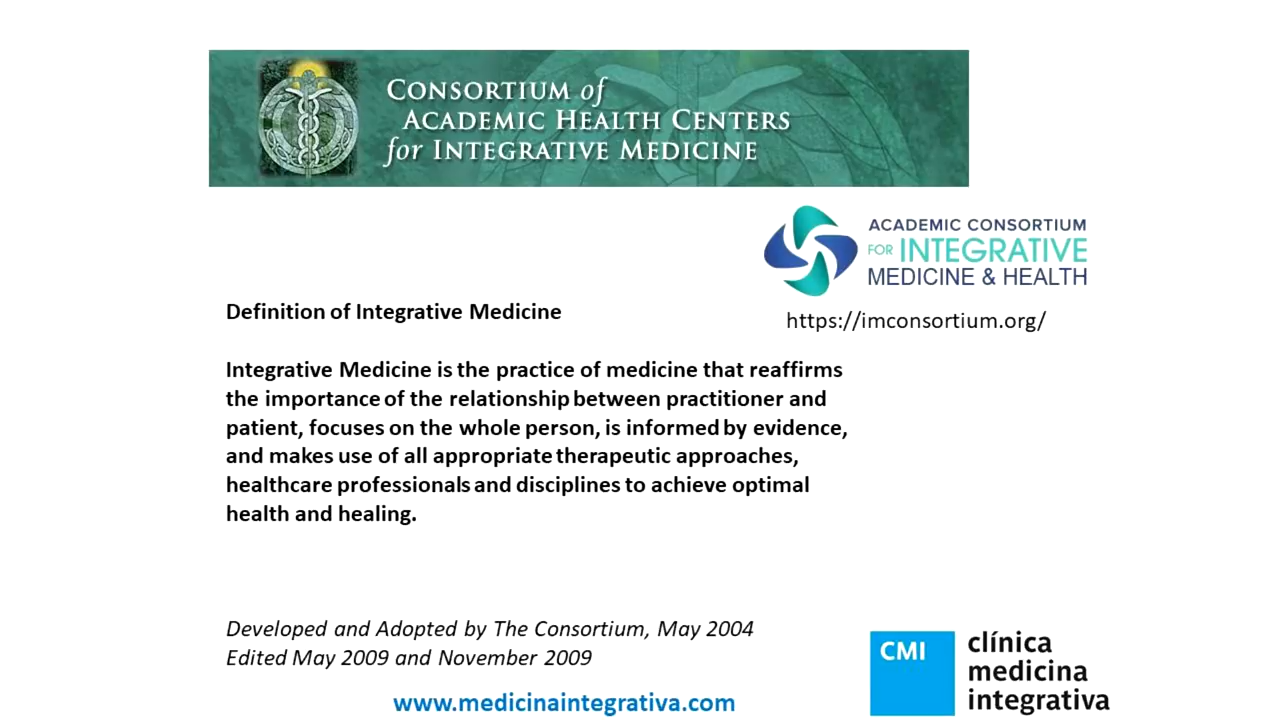 CONSORTIUM of
ACADEMIC HEALTH CENTERS
for INTEGRATIVE MEDICINE
ACADEMIC CONSORTIUM
FOR INTEGRATIVE
MEDICINE & HEALTH
https://imconsortium.org/
Definition of Integrative Medicine
Integrative Medicine is the practice of medicine that reaffirms
the importance of the relationship between practitioner and
patient, focuses on the whole person, is informed by evidence,
and makes use of all appropriate therapeutic approaches,
healthcare professionals and disciplines to achieve optimal
health and healing.
Developed and Adopted by The Consortium, May 2004
Edited May 2009 and November 2009
www.medicinaintegrativa.com
CMI
clínica
medicina
integrativa